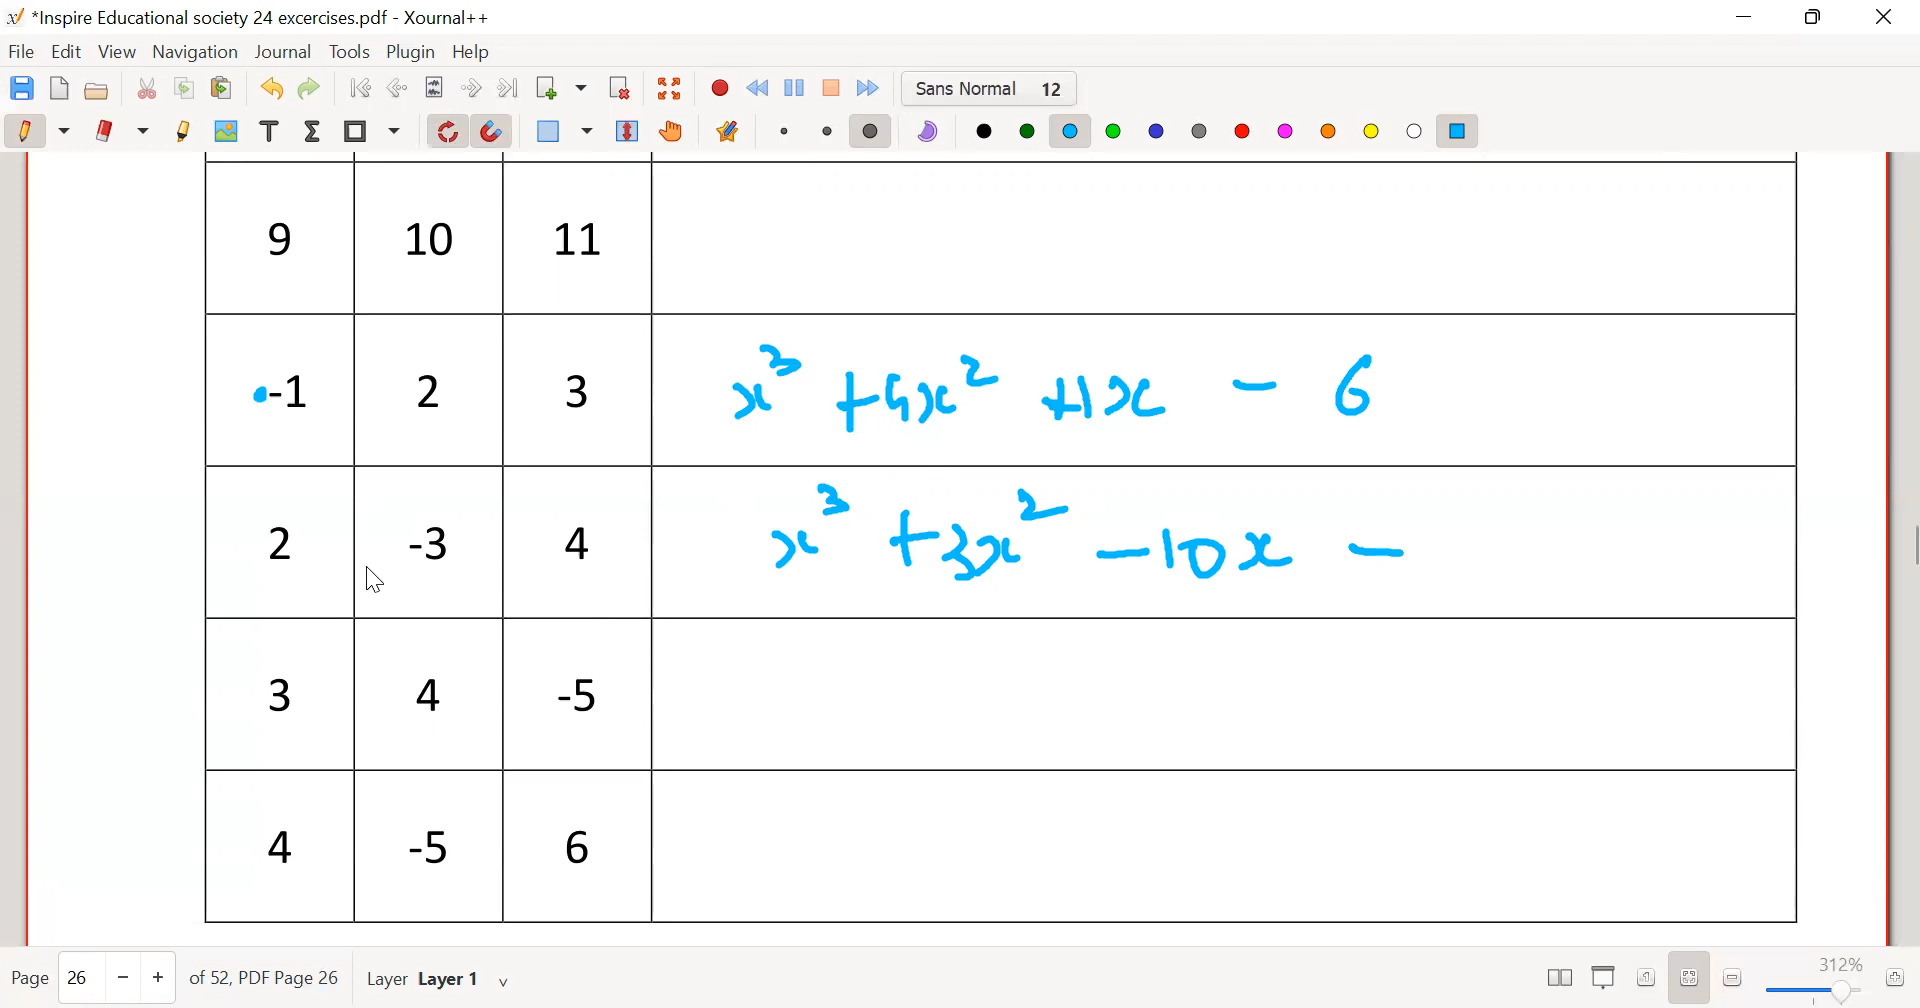 *Inspire Educational society 24 excercises.pdf - Xournal++
File Edit View Navigation Journal Tools Plugin Help
Sans Normal 12
9 10 11
-1 2 3 x³ +4x² +1x - 6
2 -3 4 x³ +3x² -10x -
3 4 -5
4 -5 6
Page 26 - + of 52, PDF Page 26 Layer Layer 1 v 312%